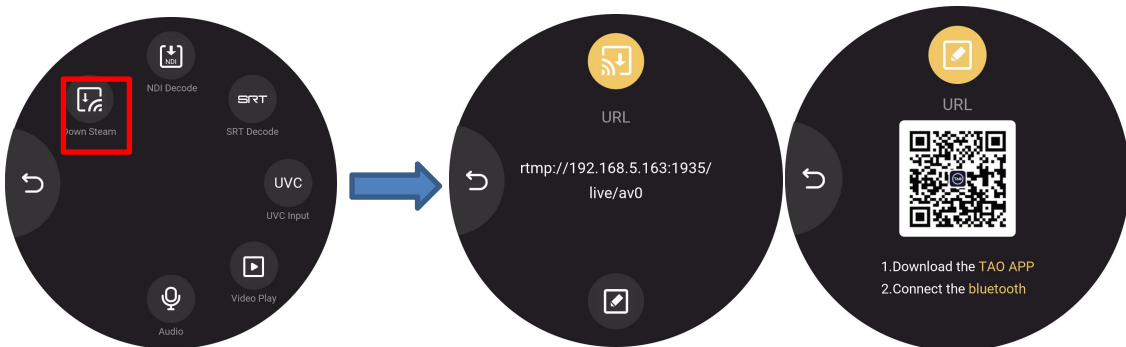 NDI
NDI Decode
Down Steam
SRT
SRT Decode
UVC
UVC Input
Video Play
Audio
URL
rtmp://192.168.5.163:1935/
live/av0
URL
TAO
1.Download the TAO APP
2.Connect the bluetooth